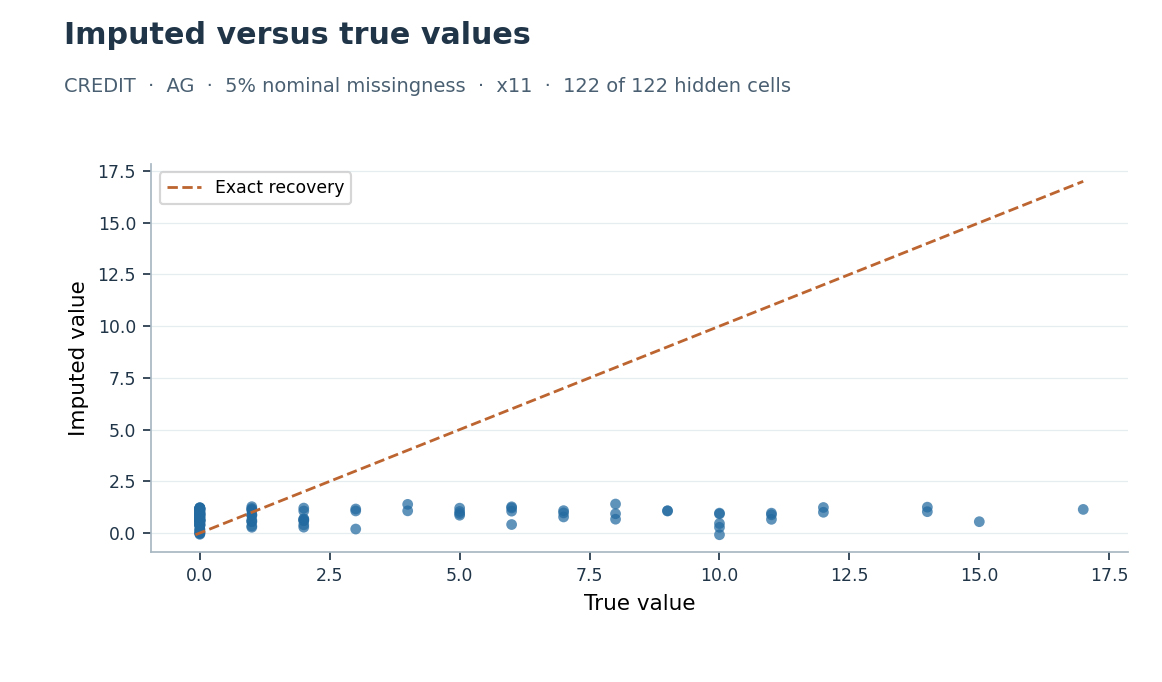 Imputed versus true values
CREDIT · AG · 5% nominal missingness · x11 · 122 of 122 hidden cells
17.5
15.0
12.5
10.0
7.5
5.0
2.5
0.0
Imputed value
Exact recovery
0.0 2.5 5.0 7.5 10.0 12.5 15.0 17.5
True value